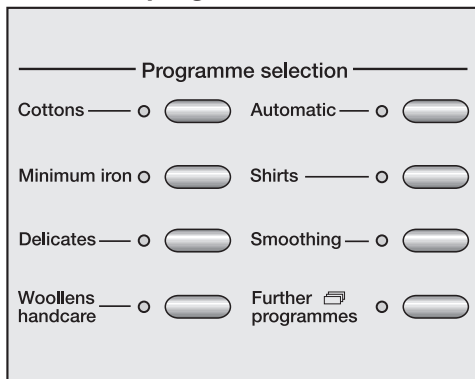 Programme selection
Cottons
Automatic
Minimum iron
Shirts
Delicates
Smoothing
Woollens
handcare
Further
programmes